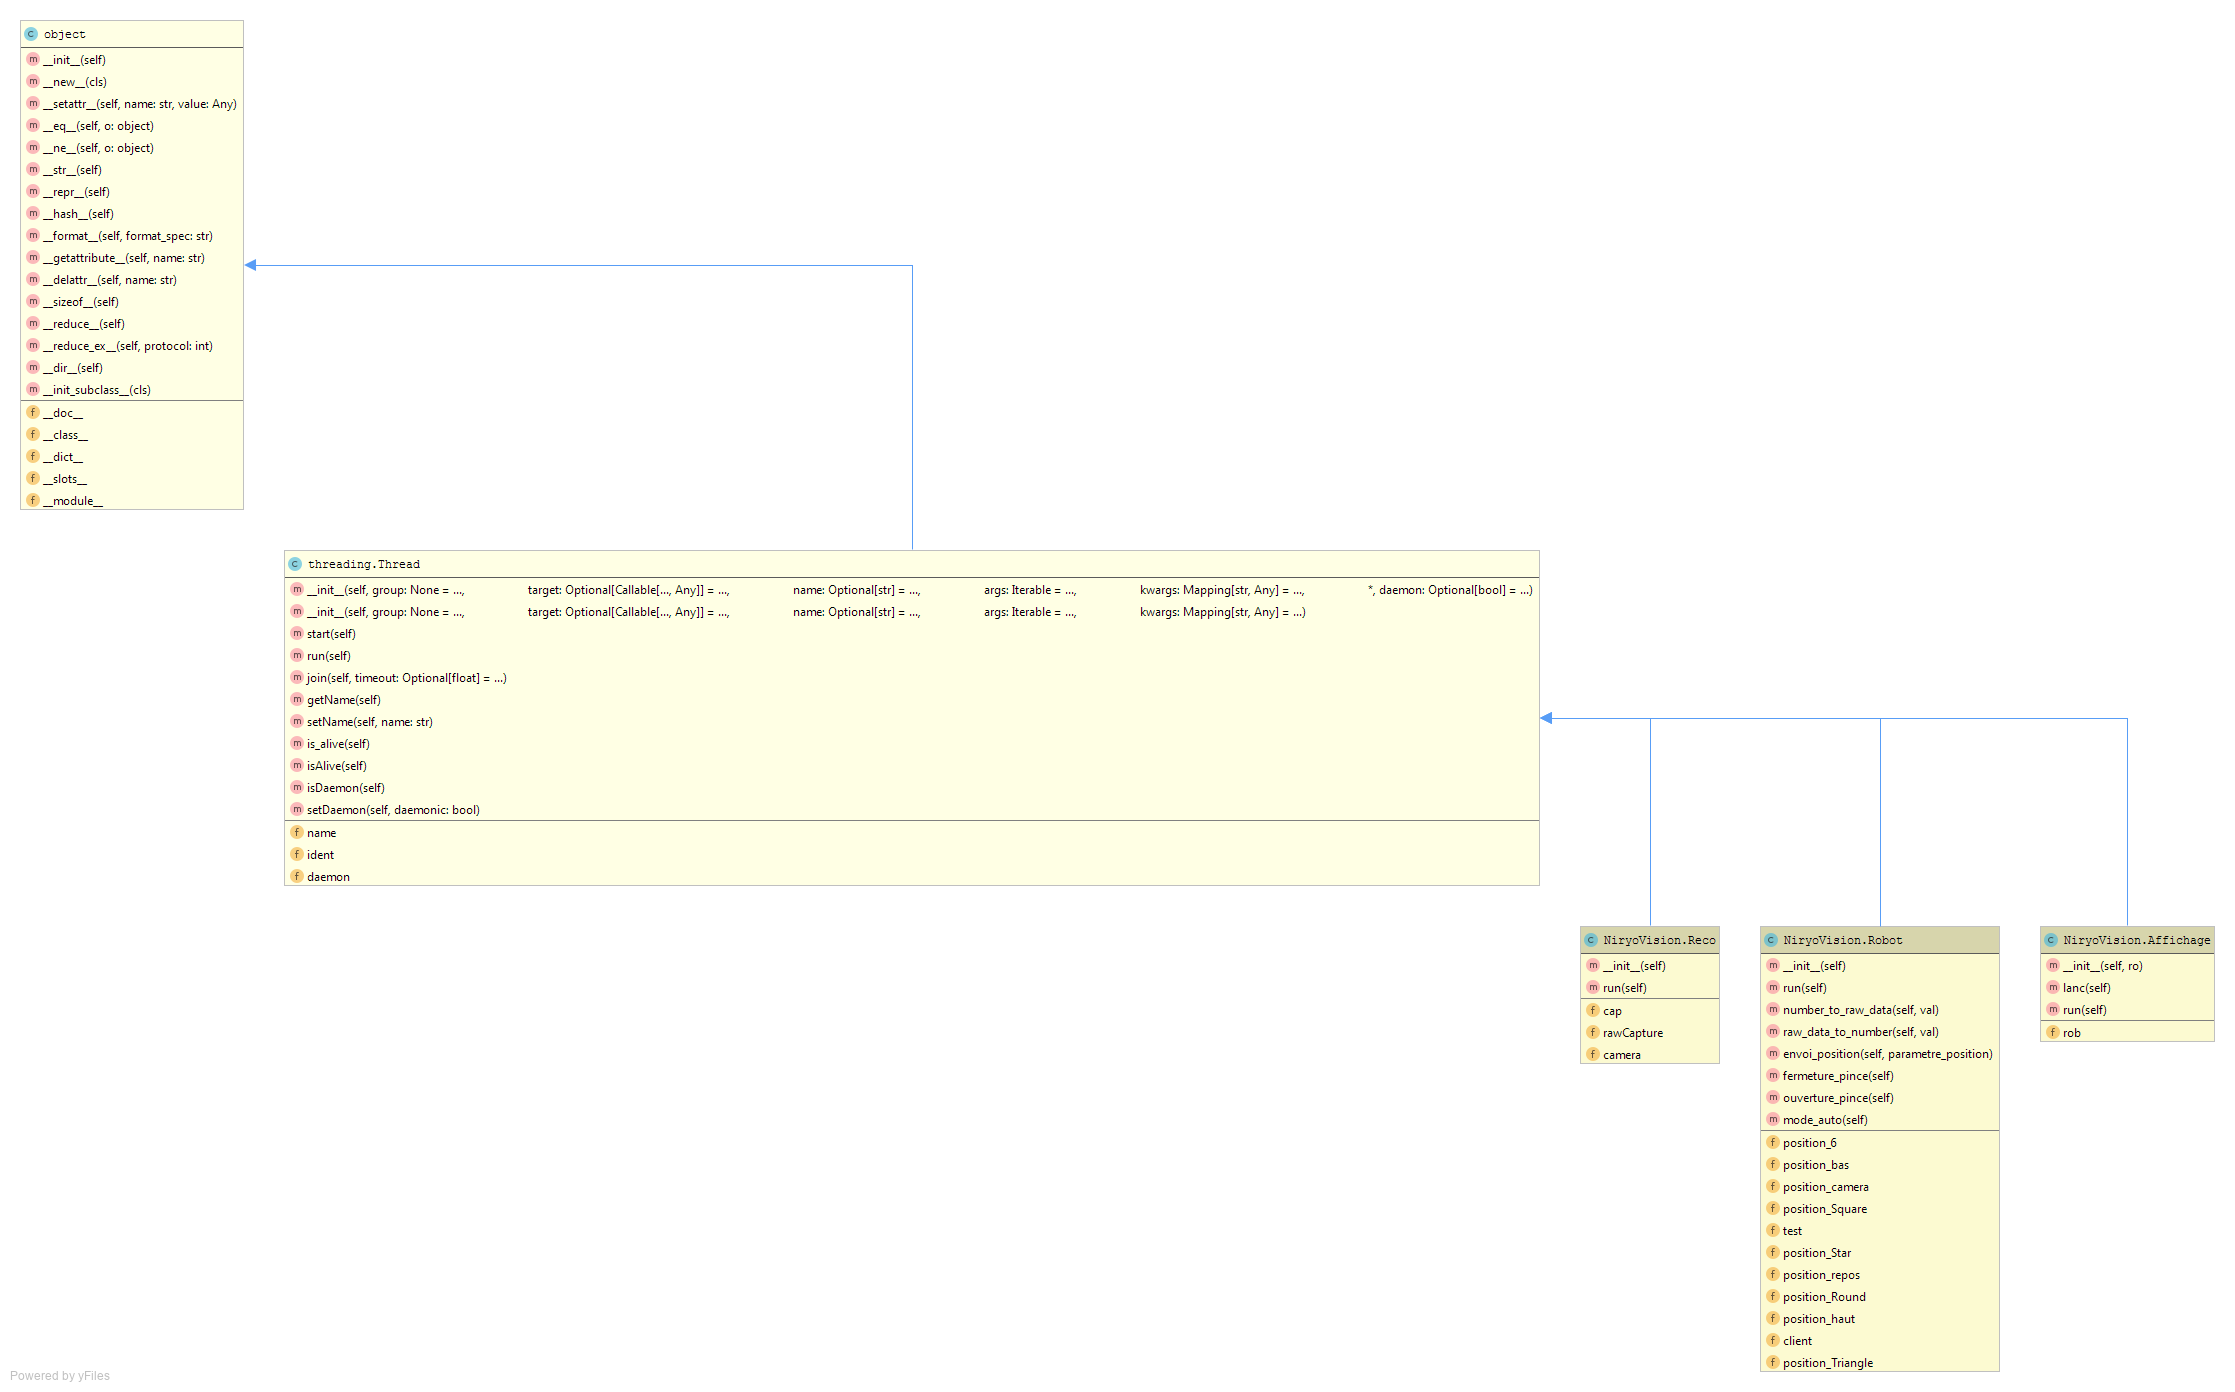 C object
m __init__(self)
m __new__(cls)
m __setattr__(self, name: str, value: Any)
m __eq__(self, o: object)
m __ne__(self, o: object)
m __str__(self)
m __repr__(self)
m __hash__(self)
m __format__(self, format_spec: str)
m __getattribute__(self, name: str)
m __delattr__(self, name: str)
m __sizeof__(self)
m __reduce__(self)
m __reduce_ex__(self, protocol: int)
m __dir__(self)
m __init_subclass__(cls)
f __doc__
f __class__
f __dict__
f __slots__
f __module__
C threading.Thread
m __init__(self, group: None = ..., target: Optional[Callable[..., Any]] = ..., name: Optional[str] = ..., args: Iterable = ..., kwargs: Mapping[str, Any] = ..., *, daemon: Optional[bool] = ...)
m __init__(self, group: None = ..., target: Optional[Callable[..., Any]] = ..., name: Optional[str] = ..., args: Iterable = ..., kwargs: Mapping[str, Any] = ...)
m start(self)
m run(self)
m join(self, timeout: Optional[float] = ...)
m getName(self)
m setName(self, name: str)
m is_alive(self)
m isAlive(self)
m isDaemon(self)
m setDaemon(self, daemonic: bool)
f name
f ident
f daemon
C NiryoVision.Reco
m __init__(self)
m run(self)
f cap
f rawCapture
f camera
C NiryoVision.Robot
m __init__(self)
m run(self)
m number_to_raw_data(self, val)
m raw_data_to_number(self, val)
m envoi_position(self, parametre_position)
m fermeture_pince(self)
m ouverture_pince(self)
m mode_auto(self)
f position_6
f position_bas
f position_camera
f position_Square
f test
f position_Star
f position_repos
f position_Round
f position_haut
f client
f position_Triangle
C NiryoVision.Affichage
m __init__(self, ro)
m lanc(self)
m run(self)
f rob
Powered by yFiles